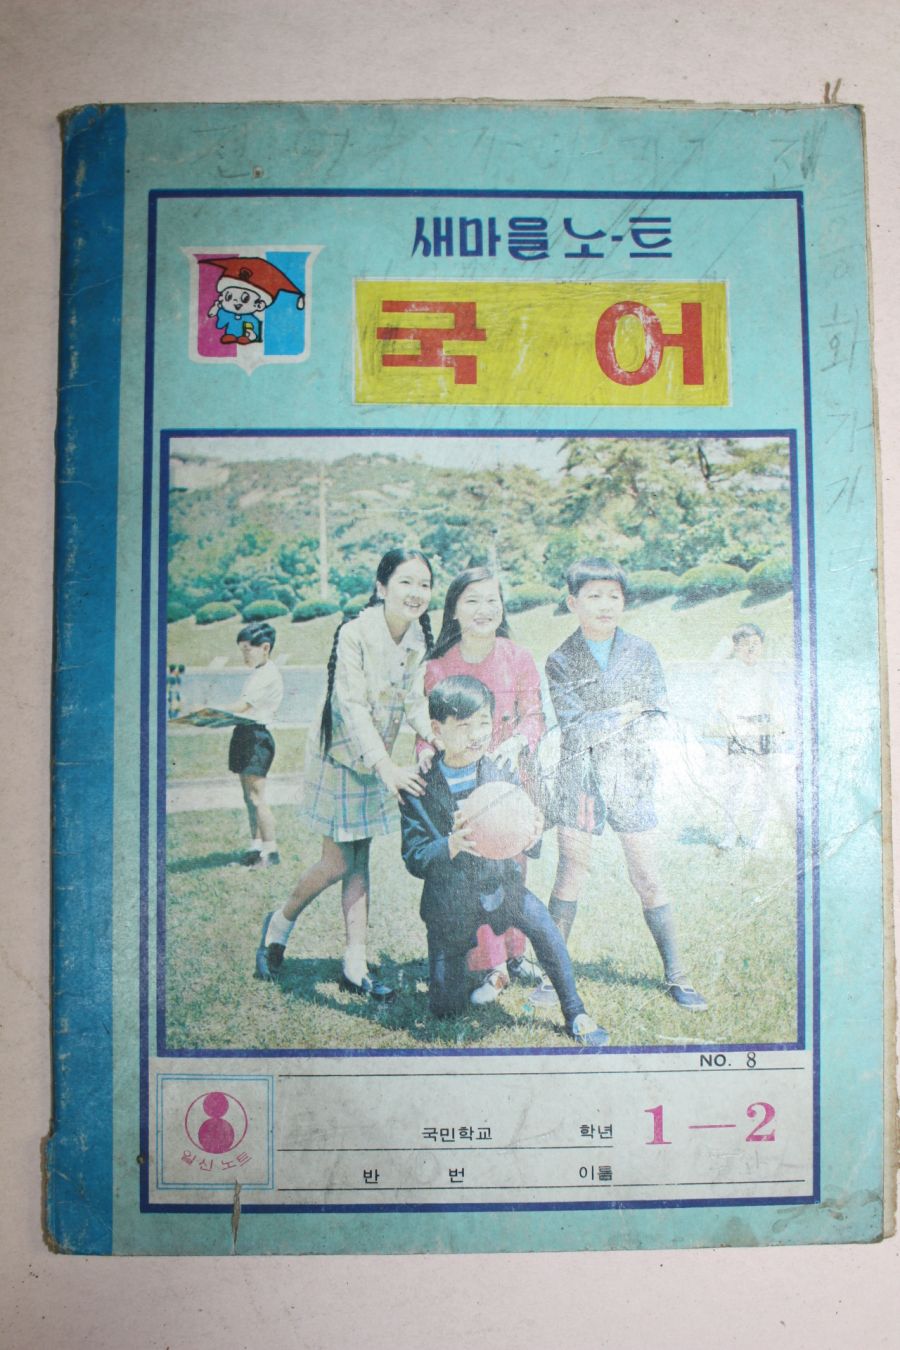 새마을노-트
국 어
NO. 8
국민학교 학년 1-2
반 번 이름
일신노트